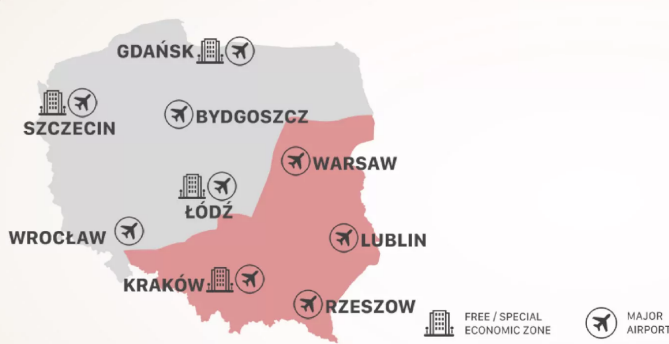 GDAŃSK
SZCZECIN
BYDGOSZCZ
WARSAW
ŁÓDŹ
WROCŁAW
LUBLIN
KRAKÓW
RZESZOW
FREE / SPECIAL
ECONOMIC ZONE
MAJOR
AIRPORT